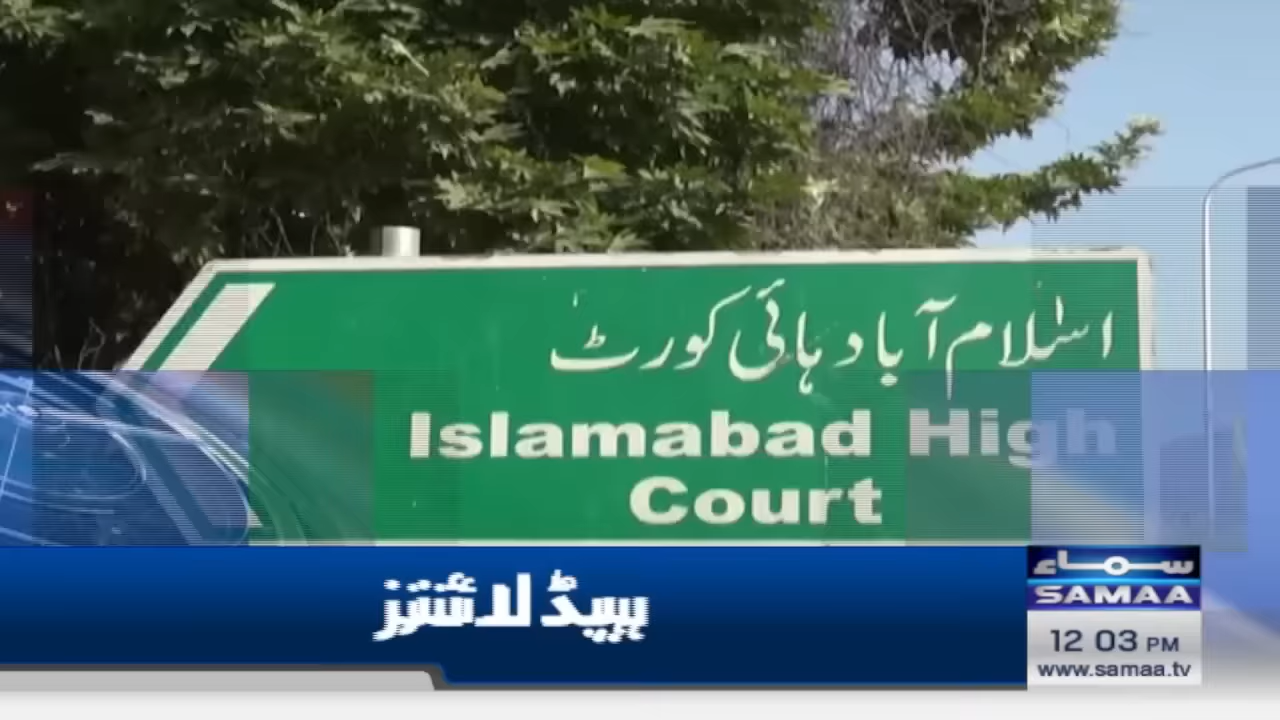 اسلام آباد ہائی کورٹ
Islamabad High
Court
ہیڈلائنز
سماء
SAMAA
12 03 PM
www.samaa.tv